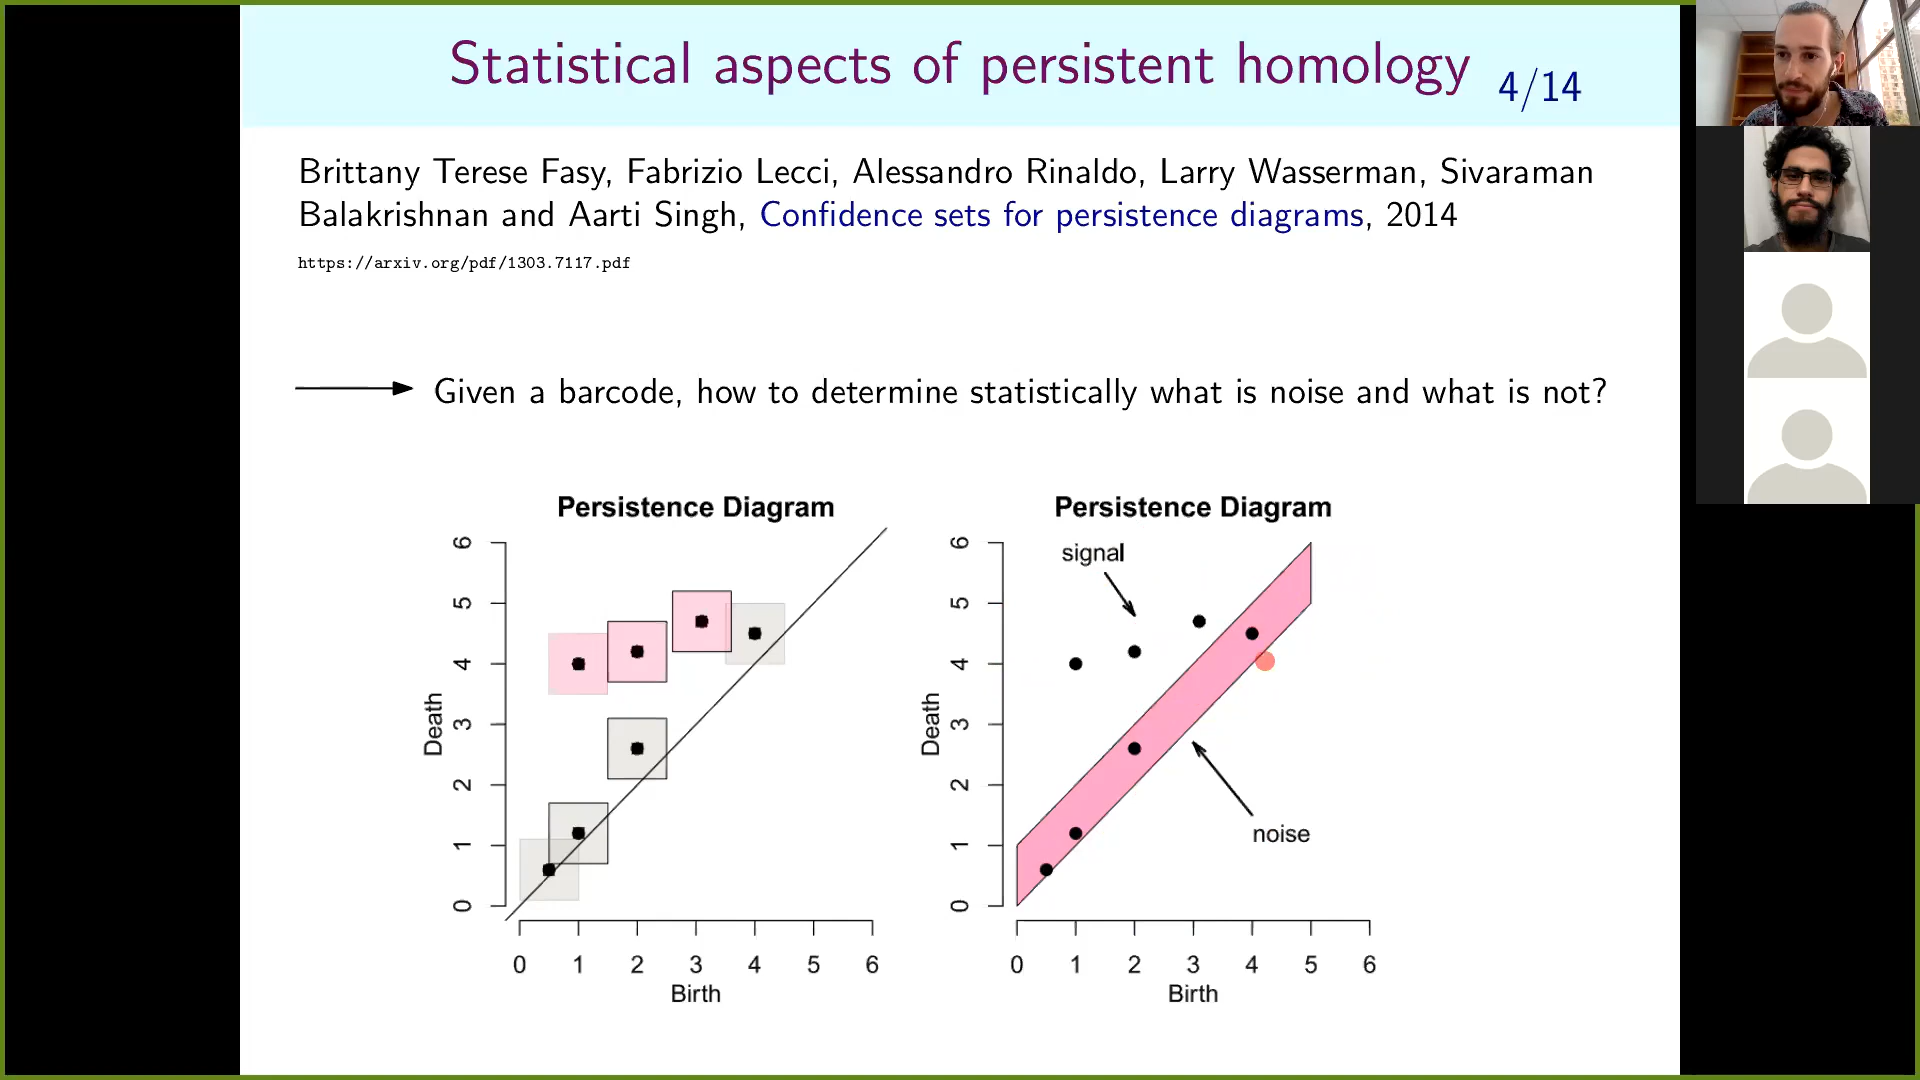 Statistical aspects of persistent homology 4/14
Brittany Terese Fasy, Fabrizio Lecci, Alessandro Rinaldo, Larry Wasserman, Sivaraman
Balakrishnan and Aarti Singh, Confidence sets for persistence diagrams, 2014
https://arxiv.org/pdf/1303.7117.pdf
Given a barcode, how to determine statistically what is noise and what is not?
Persistence Diagram
6
5
4
3
2
1
0
Death
0 1 2 3 4 5 6
Birth
Persistence Diagram
signal
noise
6
5
4
3
2
1
0
Death
0 1 2 3 4 5 6
Birth